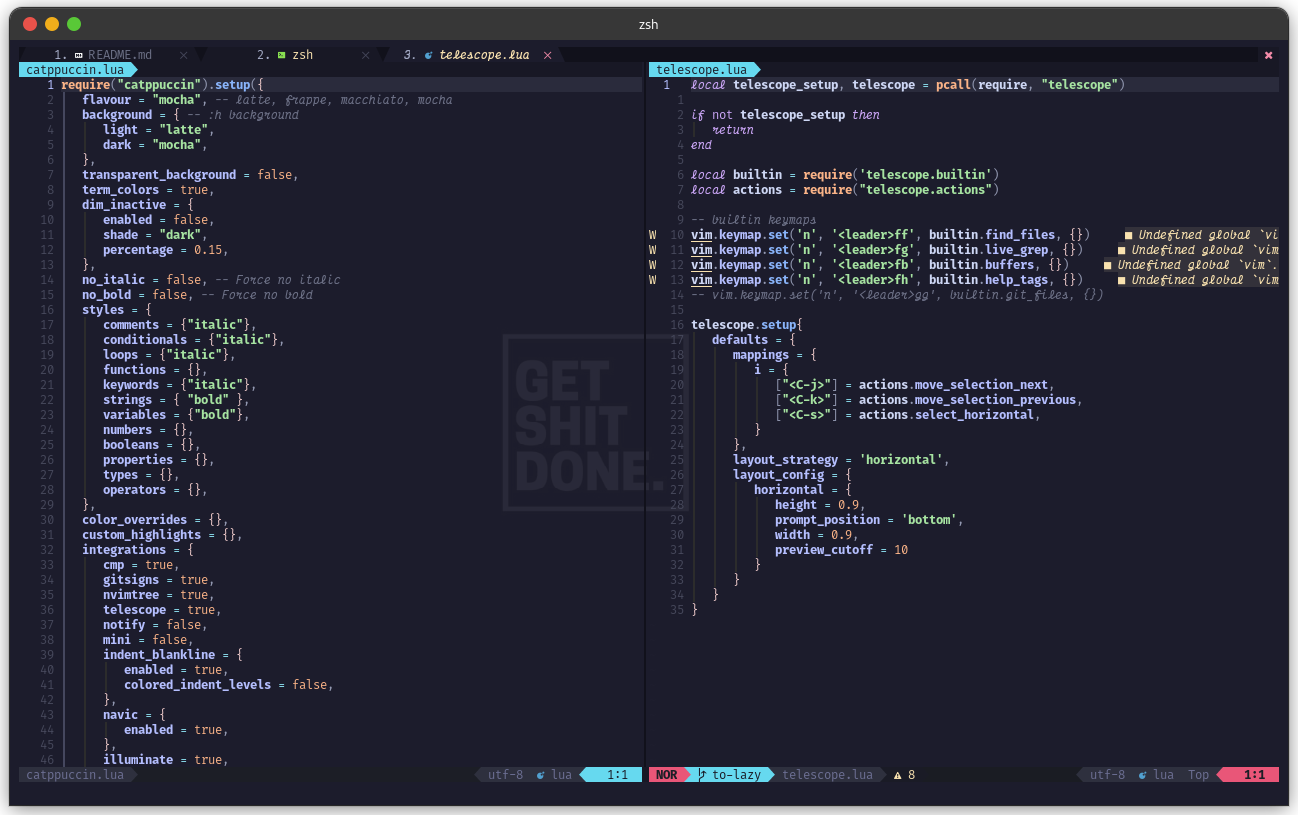 zsh
1. README.md ×
2. zsh ×
3. telescope.lua ×
×
catppuccin.lua
1 require("catppuccin").setup({
2 flavour = "mocha", -- latte, frappe, macchiato, mocha
3 background = { -- :h background
4 light = "latte",
5 dark = "mocha",
6 },
7 transparent_background = false,
8 term_colors = true,
9 dim_inactive = {
10 enabled = false,
11 shade = "dark",
12 percentage = 0.15,
13 },
14 no_italic = false, -- Force no italic
15 no_bold = false, -- Force no bold
16 styles = {
17 comments = {"italic"},
18 conditionals = {"italic"},
19 loops = {"italic"},
20 functions = {},
21 keywords = {"italic"},
22 strings = { "bold" },
23 variables = {"bold"},
24 numbers = {},
25 booleans = {},
26 properties = {},
27 types = {},
28 operators = {},
29 },
30 color_overrides = {},
31 custom_highlights = {},
32 integrations = {
33 cmp = true,
34 gitsigns = true,
35 nvimtree = true,
36 telescope = true,
37 notify = false,
38 mini = false,
39 indent_blankline = {
40 enabled = true,
41 colored_indent_levels = false,
42 },
43 navic = {
44 enabled = true,
45 },
46 illuminate = true,
catppuccin.lua utf-8 lua 1:1
GET
SHIT
DONE.
telescope.lua
1 local telescope_setup, telescope = pcall(require, "telescope")
1
2 if not telescope_setup then
3 return
4 end
5
6 local builtin = require('telescope.builtin')
7 local actions = require("telescope.actions")
8
9 -- builtin keymaps
W 10 vim.keymap.set('n', '<leader>ff', builtin.find_files, {}) ■ Undefined global `vi
W 11 vim.keymap.set('n', '<leader>fg', builtin.live_grep, {}) ■ Undefined global `vim
W 12 vim.keymap.set('n', '<leader>fb', builtin.buffers, {}) ■ Undefined global `vim`.
W 13 vim.keymap.set('n', '<leader>fh', builtin.help_tags, {}) ■ Undefined global `vim
14 -- vim.keymap.set('n', '<leader>gg', builtin.git_files, {})
15
16 telescope.setup{
17 defaults = {
18 mappings = {
19 i = {
20 ["<C-j>"] = actions.move_selection_next,
21 ["<C-k>"] = actions.move_selection_previous,
22 ["<C-s>"] = actions.select_horizontal,
23 }
24 },
25 layout_strategy = 'horizontal',
26 layout_config = {
27 horizontal = {
28 height = 0.9,
29 prompt_position = 'bottom',
30 width = 0.9,
31 preview_cutoff = 10
32 }
33 }
34 }
35 }
NOR to-lazy telescope.lua 8 utf-8 lua Top 1:1